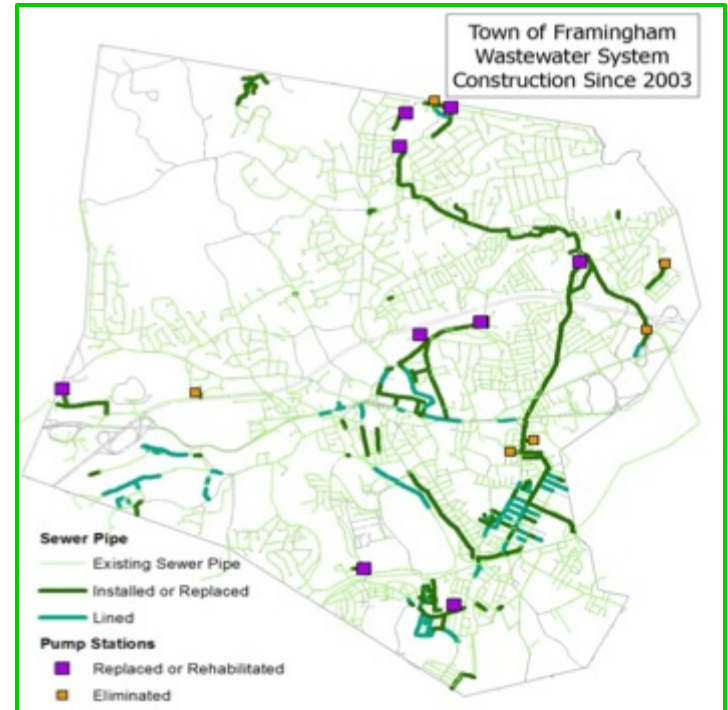 Town of Framingham
Wastewater System
Construction Since 2003
Sewer Pipe
Existing Sewer Pipe
Installed or Replaced
Lined
Pump Stations
Replaced or Rehabilitated
Eliminated